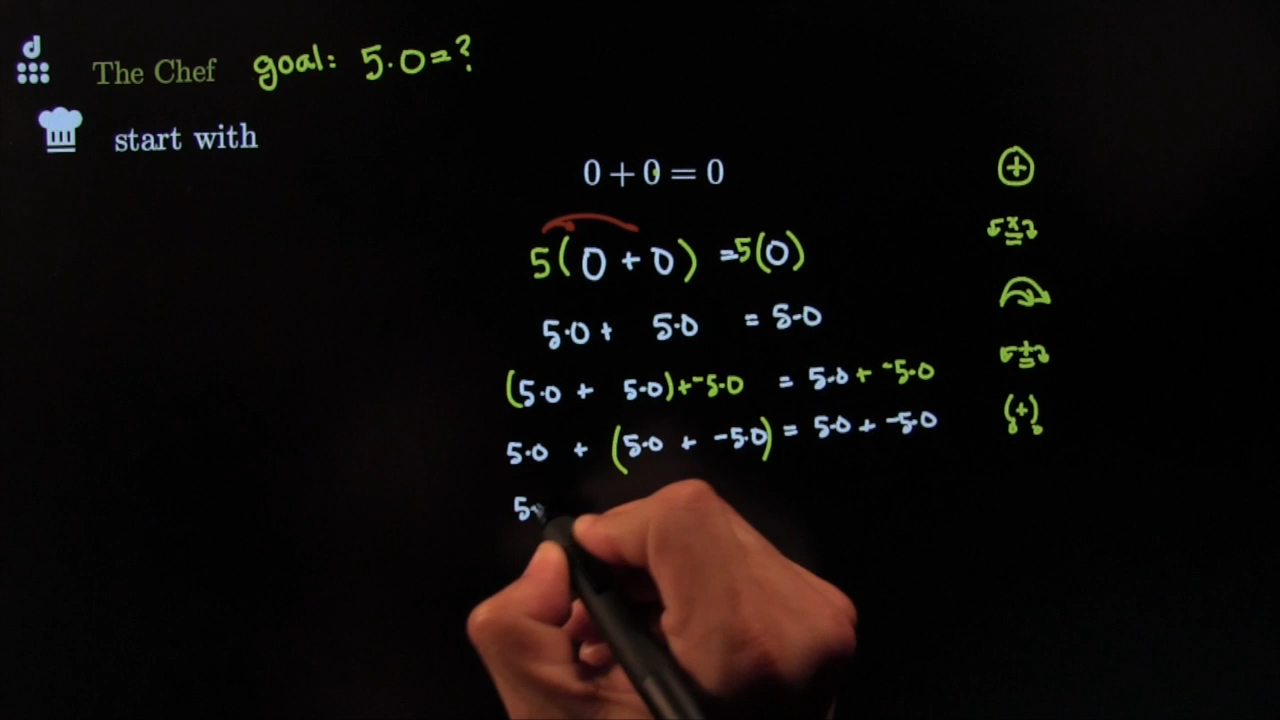 d
The Chef goal: 5·0=?
start with
0 + 0 = 0
5(0 + 0) = 5(0)
5·0 + 5·0 = 5·0
(5·0 + 5·0) + -5·0 = 5·0 + -5·0
5·0 + (5·0 + -5·0) = 5·0 + -5·0
5·